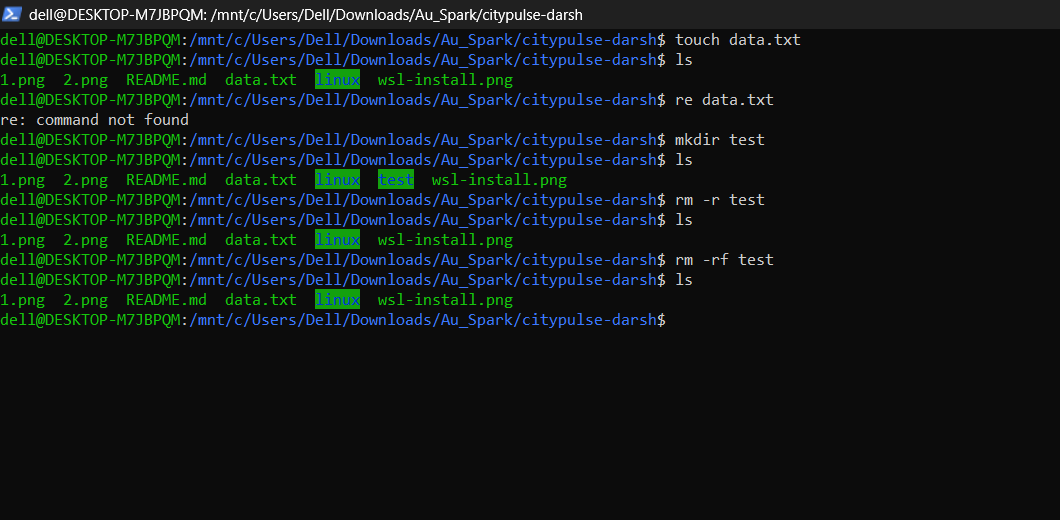 dell@DESKTOP-M7JBPQM: /mnt/c/Users/Dell/Downloads/Au_Spark/citypulse-darsh
dell@DESKTOP-M7JBPQM:/mnt/c/Users/Dell/Downloads/Au_Spark/citypulse-darsh$ touch data.txt
dell@DESKTOP-M7JBPQM:/mnt/c/Users/Dell/Downloads/Au_Spark/citypulse-darsh$ ls
1.png  2.png  README.md  data.txt  linux  wsl-install.png
dell@DESKTOP-M7JBPQM:/mnt/c/Users/Dell/Downloads/Au_Spark/citypulse-darsh$ re data.txt
re: command not found
dell@DESKTOP-M7JBPQM:/mnt/c/Users/Dell/Downloads/Au_Spark/citypulse-darsh$ mkdir test
dell@DESKTOP-M7JBPQM:/mnt/c/Users/Dell/Downloads/Au_Spark/citypulse-darsh$ ls
1.png  2.png  README.md  data.txt  linux  test  wsl-install.png
dell@DESKTOP-M7JBPQM:/mnt/c/Users/Dell/Downloads/Au_Spark/citypulse-darsh$ rm -r test
dell@DESKTOP-M7JBPQM:/mnt/c/Users/Dell/Downloads/Au_Spark/citypulse-darsh$ ls
1.png  2.png  README.md  data.txt  linux  wsl-install.png
dell@DESKTOP-M7JBPQM:/mnt/c/Users/Dell/Downloads/Au_Spark/citypulse-darsh$ rm -rf test
dell@DESKTOP-M7JBPQM:/mnt/c/Users/Dell/Downloads/Au_Spark/citypulse-darsh$ ls
1.png  2.png  README.md  data.txt  linux  wsl-install.png
dell@DESKTOP-M7JBPQM:/mnt/c/Users/Dell/Downloads/Au_Spark/citypulse-darsh$